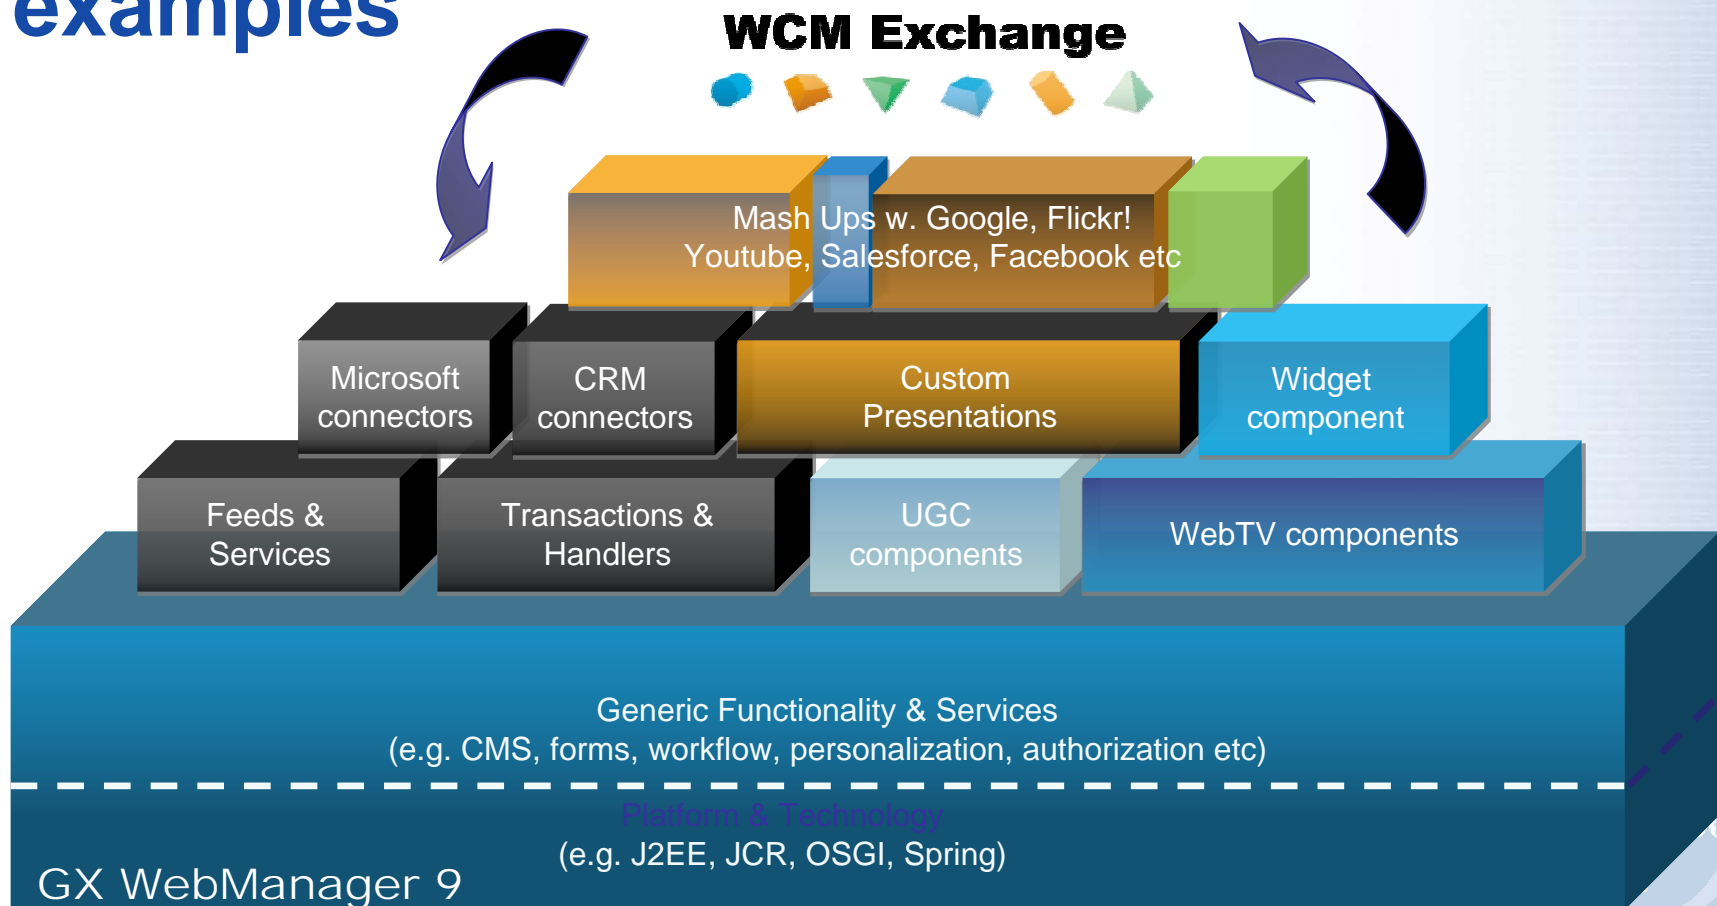 examples
WCM Exchange
Mash Ups w. Google, Flickr!
Youtube, Salesforce, Facebook etc
Microsoft
connectors
CRM
connectors
Custom
Presentations
Widget
component
Feeds &
Services
Transactions &
Handlers
UGC
components
WebTV components
Generic Functionality & Services
(e.g. CMS, forms, workflow, personalization, authorization etc)
Platform & Technology
(e.g. J2EE, JCR, OSGI, Spring)
GX WebManager 9